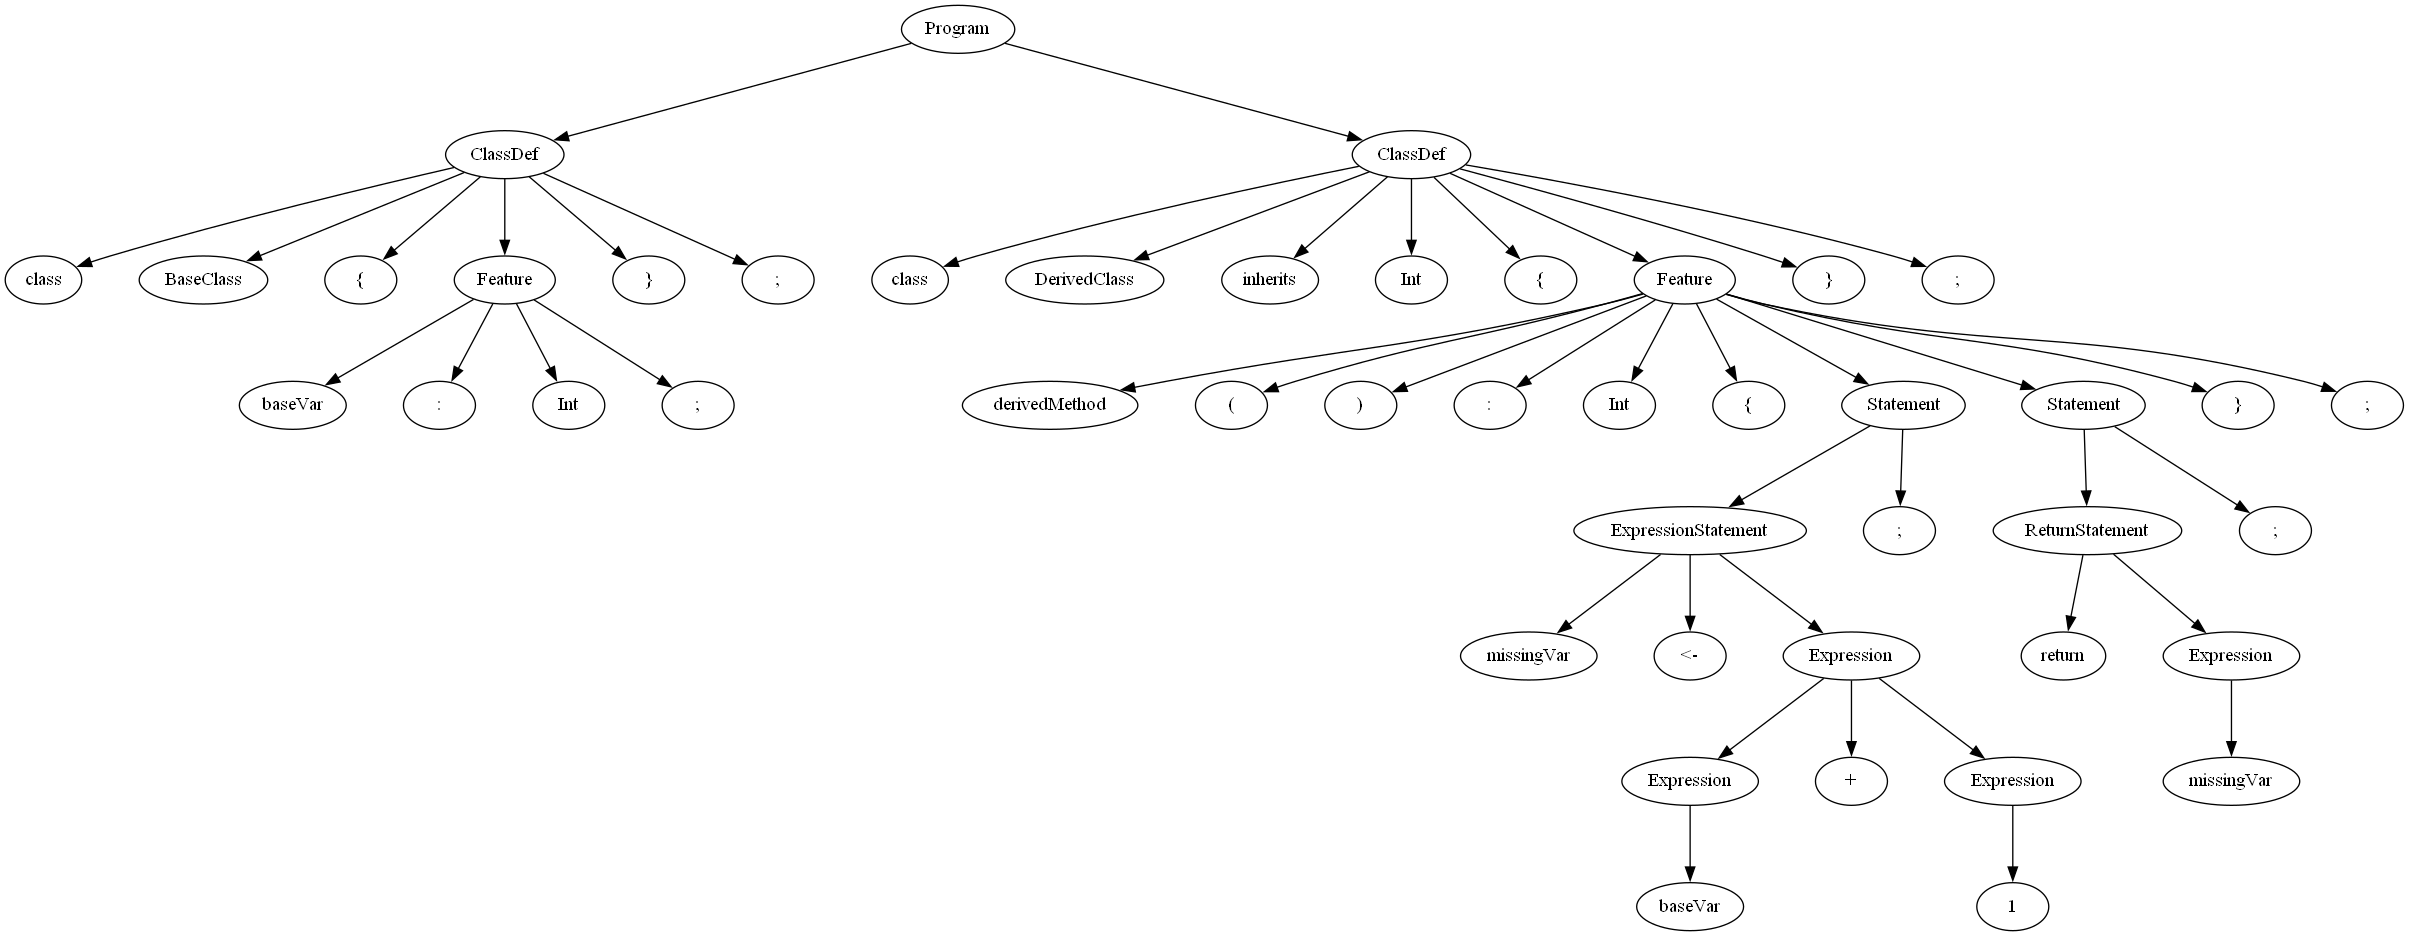 Program
ClassDef ClassDef
class BaseClass { Feature } ; class DerivedClass inherits Int { Feature } ;
baseVar : Int ; derivedMethod ( ) : Int { Statement Statement } ;
ExpressionStatement ; ReturnStatement ;
missingVar <- Expression return Expression
Expression + Expression missingVar
baseVar 1